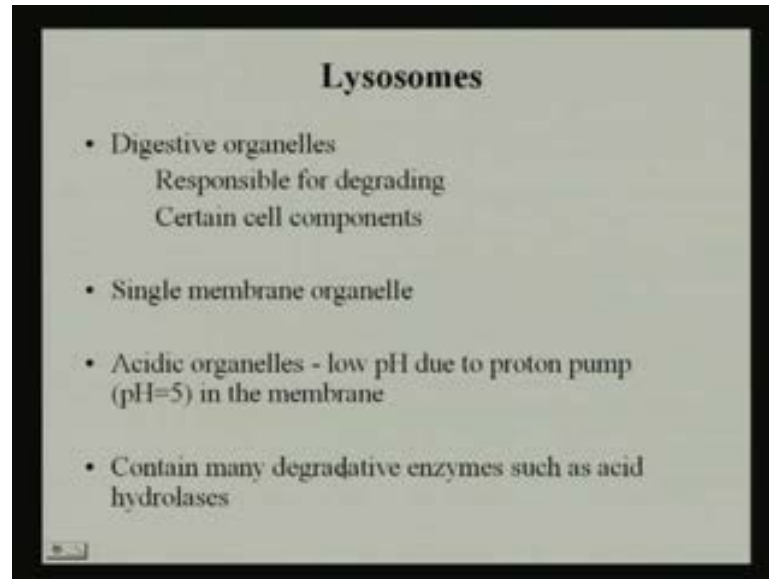 Lysosomes
• Digestive organelles
Responsible for degrading
Certain cell components
• Single membrane organelle
• Acidic organelles - low pH due to proton pump
(pH=5) in the membrane
• Contain many degradative enzymes such as acid
hydrolases